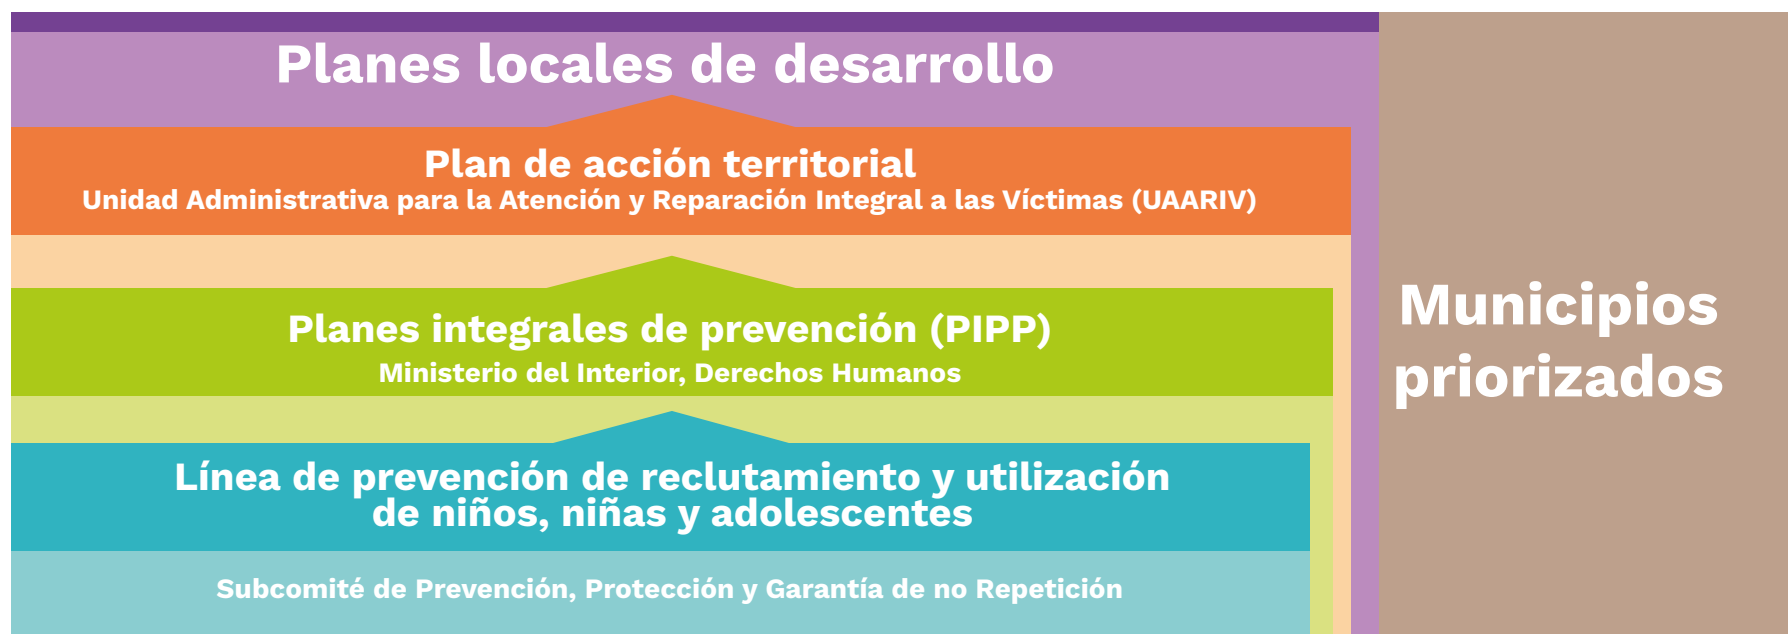 Planes locales de desarrollo
Plan de acción territorial
Unidad Administrativa para la Atención y Reparación Integral a las Víctimas (UAARIV)
Planes integrales de prevención (PIPP)
Ministerio del Interior, Derechos Humanos
Línea de prevención de reclutamiento y utilización
de niños, niñas y adolescentes
Subcomité de Prevención, Protección y Garantía de no Repetición
Municipios
priorizados